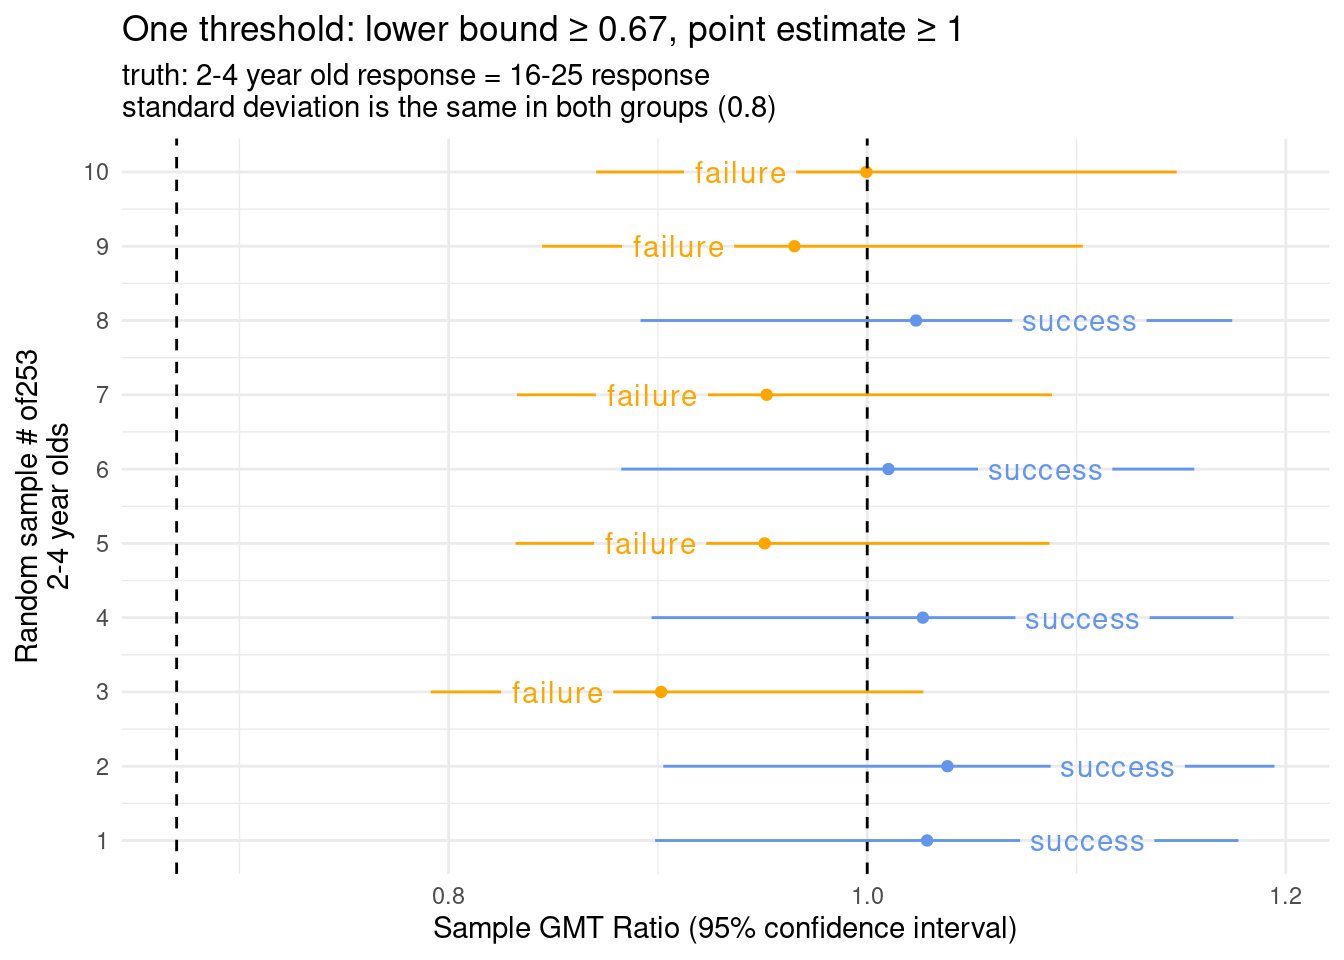 One threshold: lower bound ≥ 0.67, point estimate ≥ 1
truth: 2-4 year old response = 16-25 response
standard deviation is the same in both groups (0.8)
Random sample # of253
2-4 year olds
10
failure
9
failure
8
success
7
failure
6
success
5
failure
4
success
3
failure
2
success
1
success
0.8
1.0
1.2
Sample GMT Ratio (95% confidence interval)